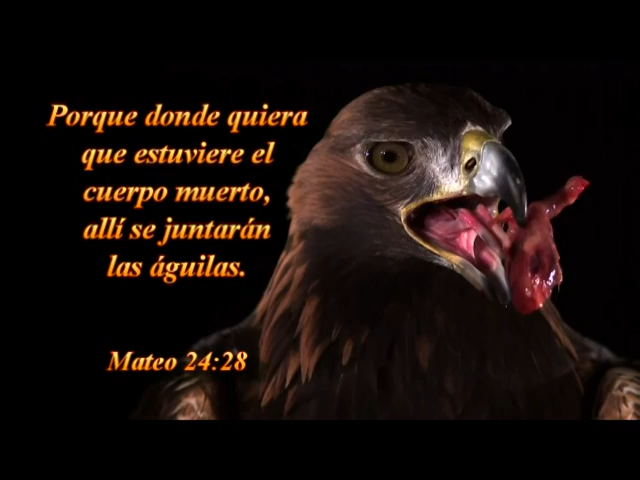 Porque donde quiera
que estuviere el
cuerpo muerto,
allí se juntarán
las águilas.
Mateo 24:28